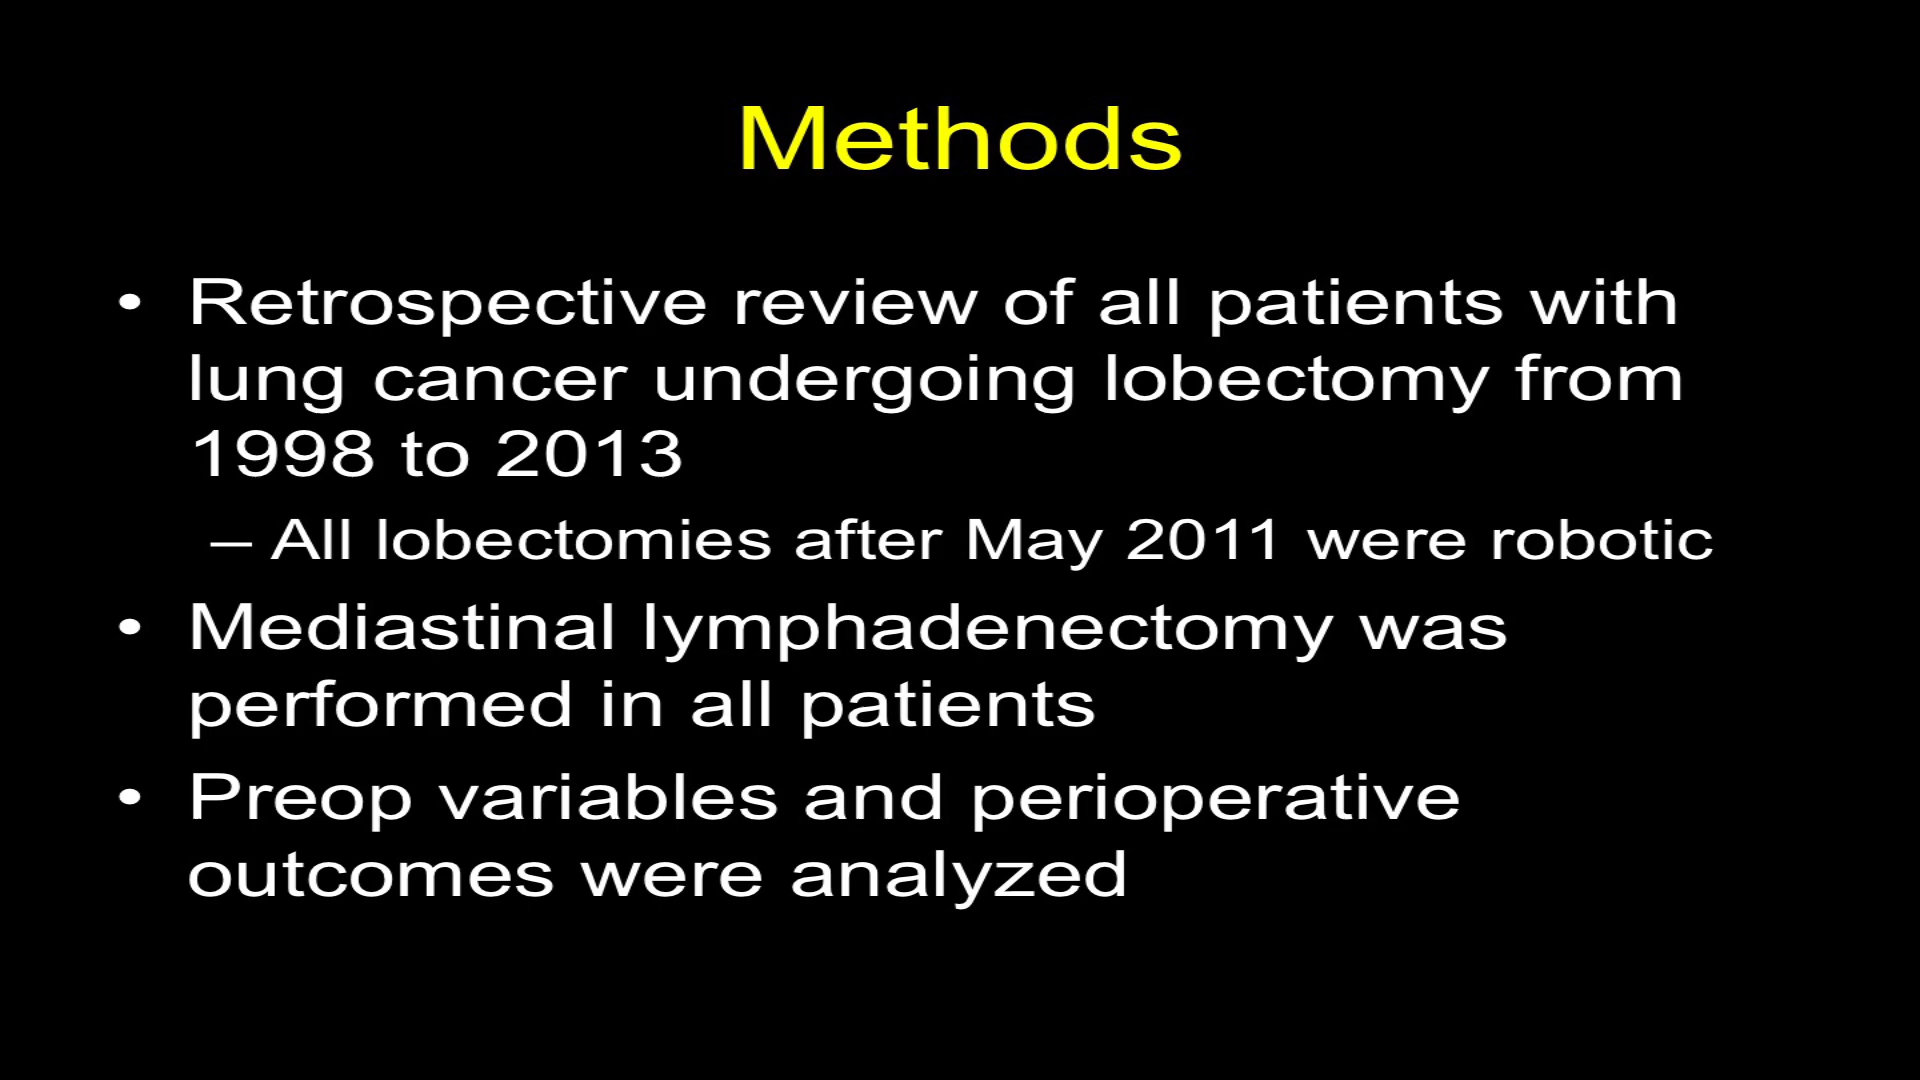 Methods
• Retrospective review of all patients with
lung cancer undergoing lobectomy from
1998 to 2013
– All lobectomies after May 2011 were robotic
• Mediastinal lymphadenectomy was
performed in all patients
• Preop variables and perioperative
outcomes were analyzed